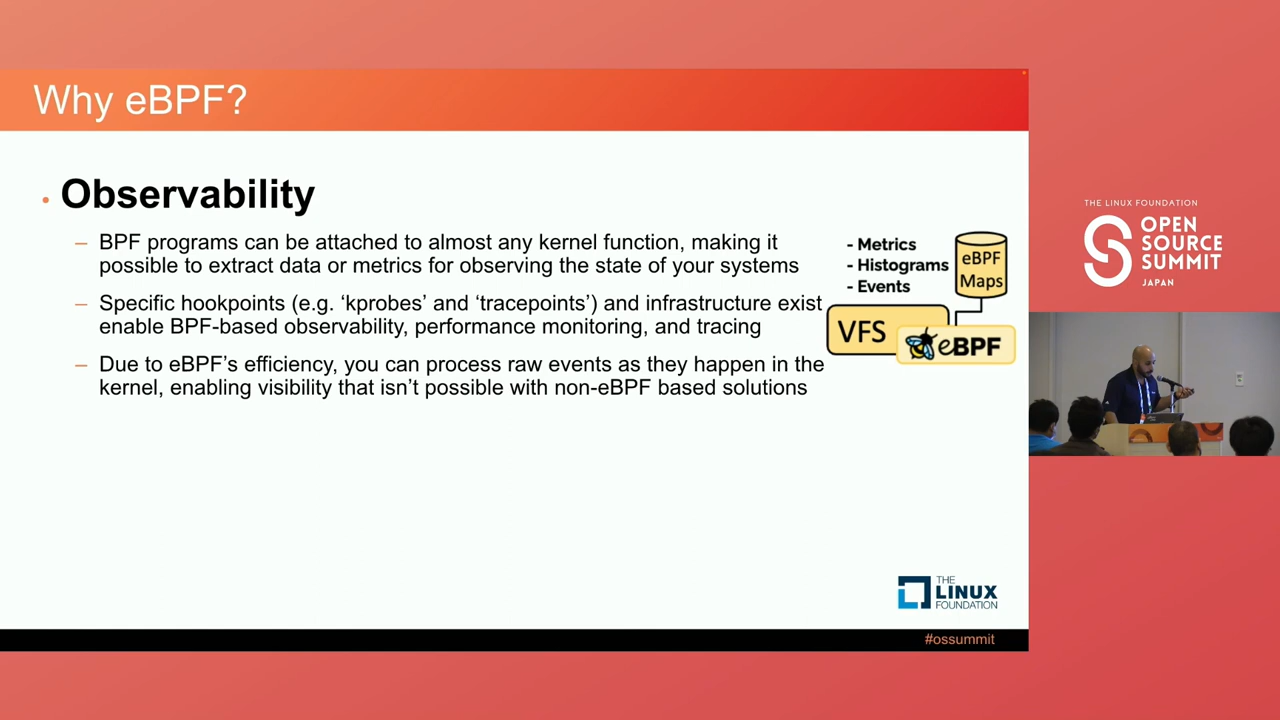 Why eBPF?
• Observability
– BPF programs can be attached to almost any kernel function, making it
possible to extract data or metrics for observing the state of your systems
– Specific hookpoints (e.g. ‘kprobes’ and ‘tracepoints’) and infrastructure exist
enable BPF-based observability, performance monitoring, and tracing
– Due to eBPF’s efficiency, you can process raw events as they happen in the
kernel, enabling visibility that isn’t possible with non-eBPF based solutions
- Metrics
- Histograms
- Events
eBPF
Maps
VFS
eBPF
THE
LINUX
FOUNDATION
#ossummit
THE LINUX FOUNDATION
OPEN
SOURCE
SUMMIT
JAPAN